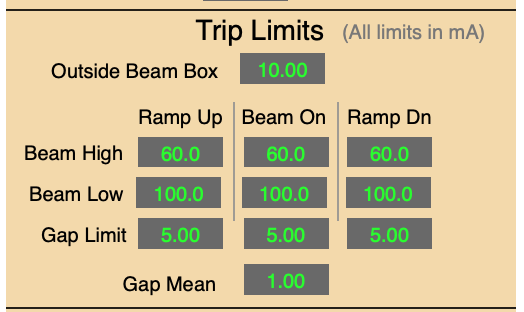 Trip Limits (All limits in mA)
Outside Beam Box 10.00
Ramp Up Beam On Ramp Dn
Beam High 60.0 60.0 60.0
Beam Low 100.0 100.0 100.0
Gap Limit 5.00 5.00 5.00
Gap Mean 1.00